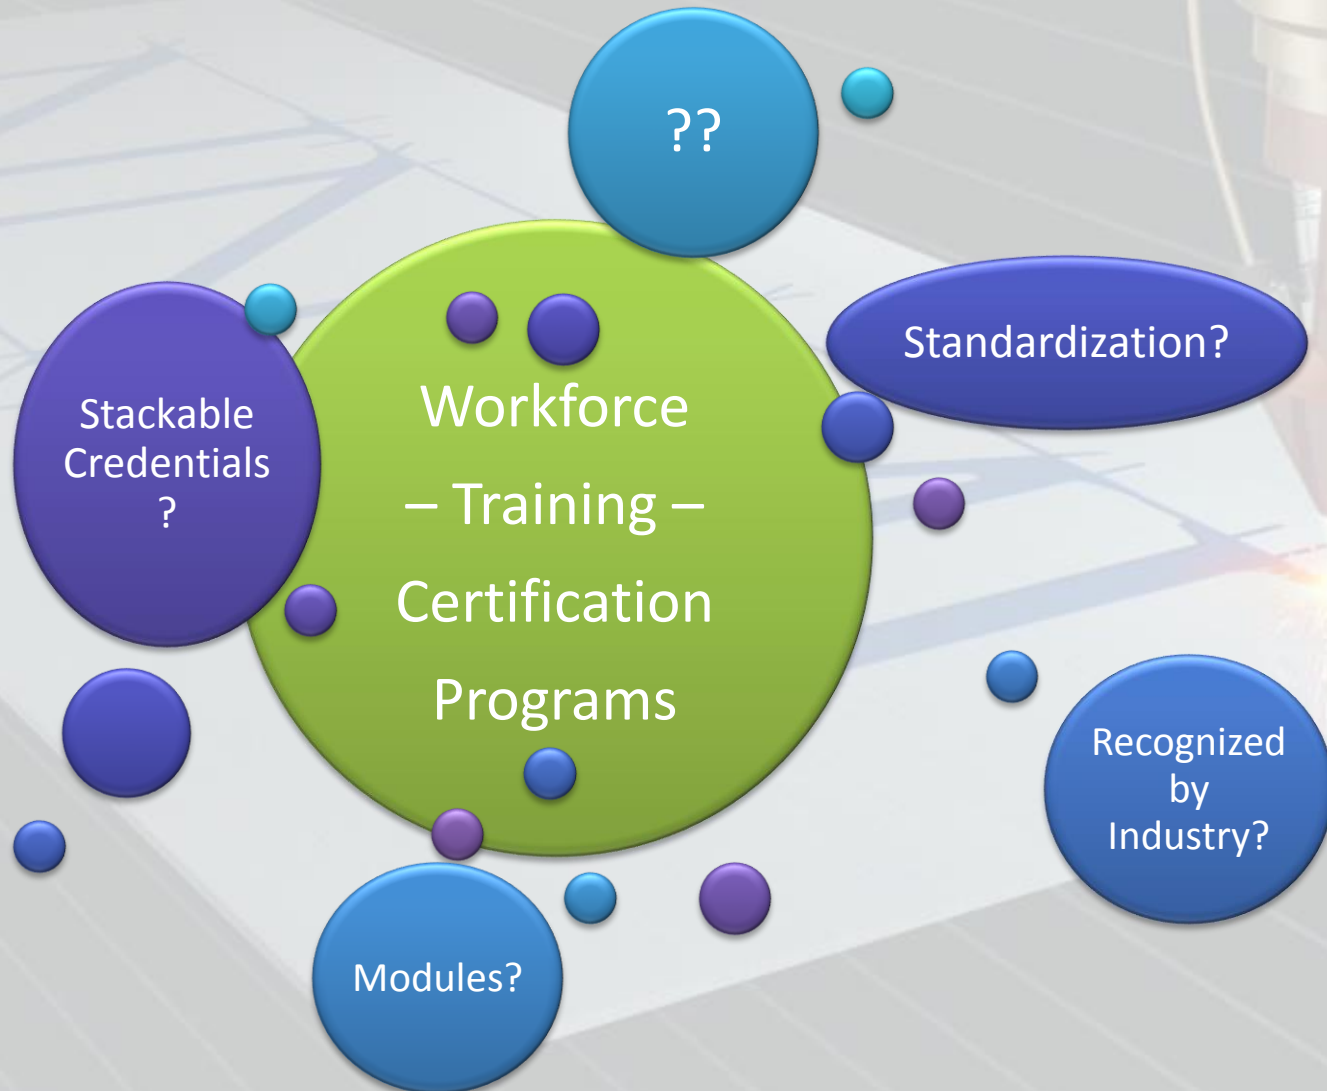 ??
Standardization?
Stackable
Credentials
?
Workforce
– Training –
Certification
Programs
Recognized
by
Industry?
Modules?